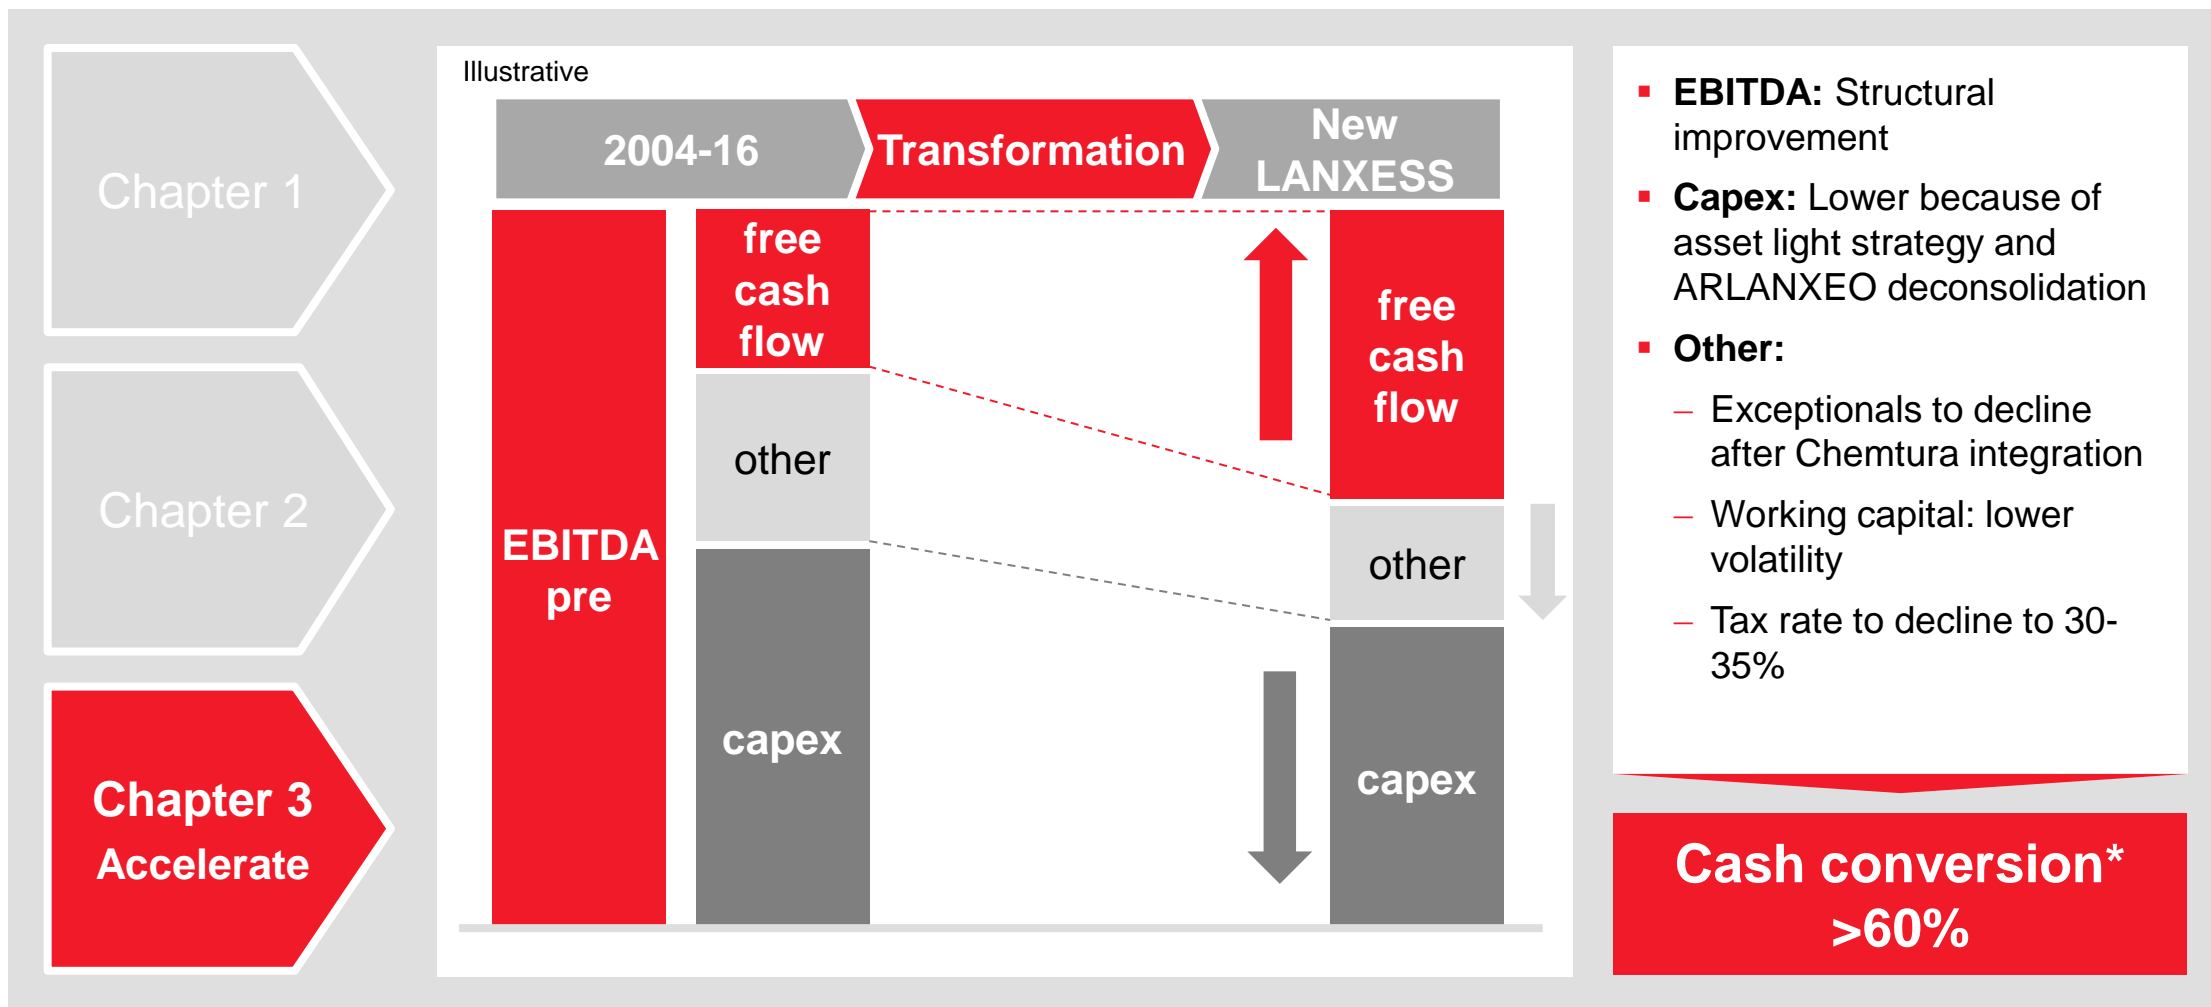 Chapter 1
Chapter 2
Chapter 3
Accelerate
Illustrative
2004-16
Transformation
New
LANXESS
EBITDA
pre
free
cash
flow
other
capex
free
cash
flow
other
capex
▪ EBITDA: Structural
improvement
▪ Capex: Lower because of
asset light strategy and
ARLANXEO deconsolidation
▪ Other:
– Exceptionals to decline
after Chemtura integration
– Working capital: lower
volatility
– Tax rate to decline to 30-
35%
Cash conversion*
>60%